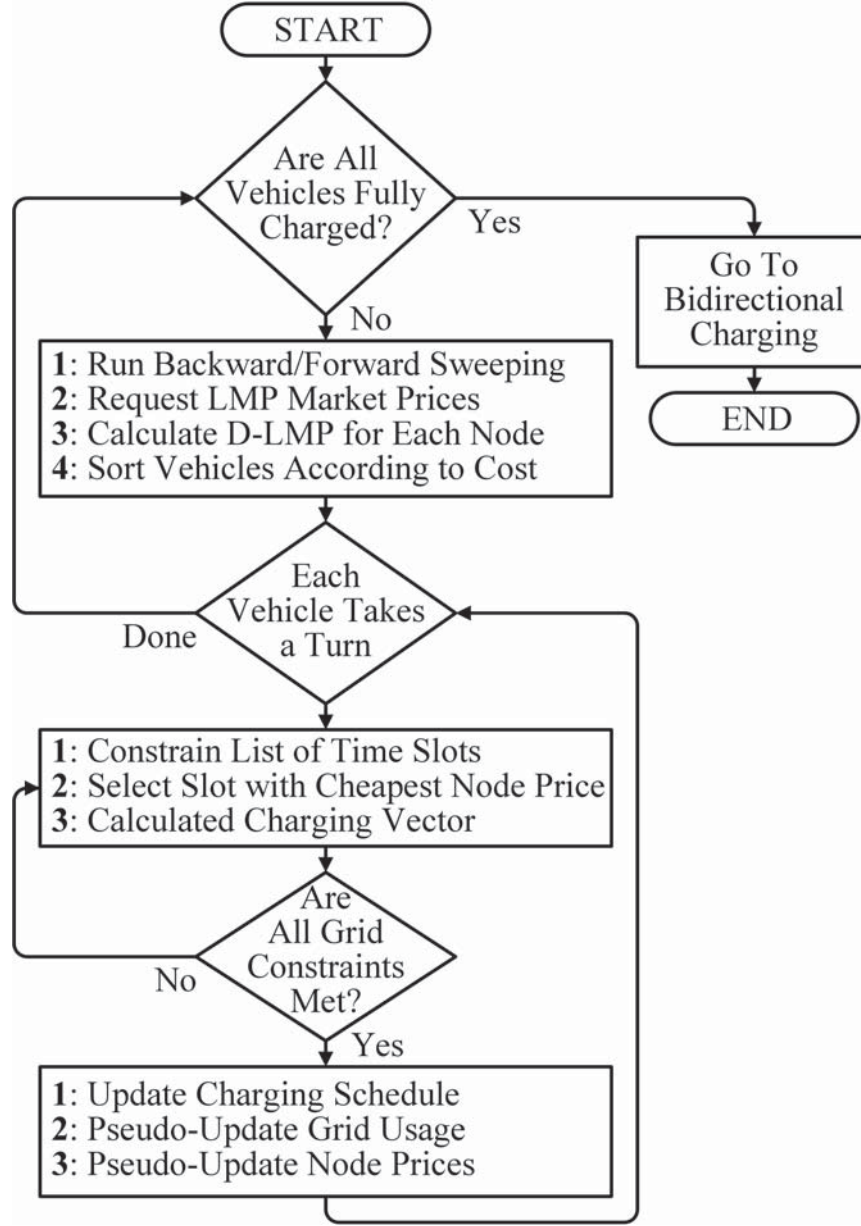 START
Are All
Vehicles Fully
Charged?
Yes
No
Go To
Bidirectional
Charging
END
1: Run Backward/Forward Sweeping
2: Request LMP Market Prices
3: Calculate D-LMP for Each Node
4: Sort Vehicles According to Cost
Each
Vehicle Takes
a Turn
Done
1: Constrain List of Time Slots
2: Select Slot with Cheapest Node Price
3: Calculated Charging Vector
Are
All Grid
Constraints
Met?
No
Yes
1: Update Charging Schedule
2: Pseudo-Update Grid Usage
3: Pseudo-Update Node Prices